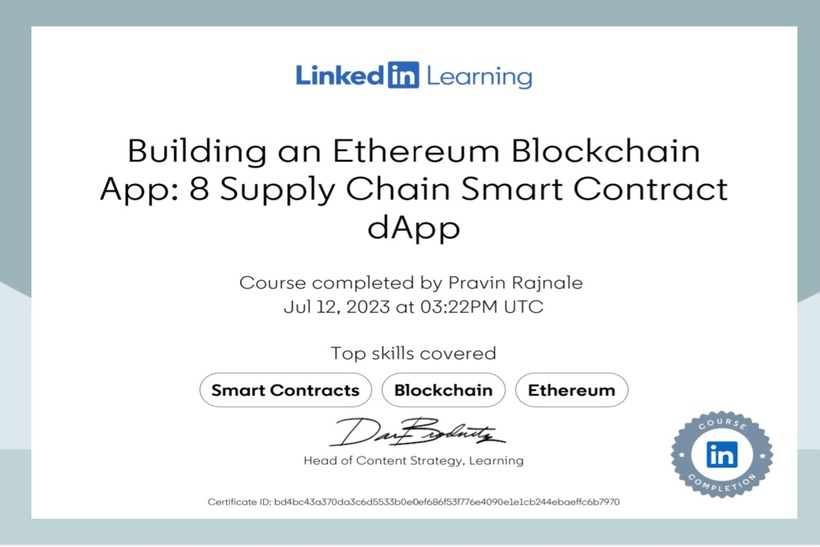 Linkedin Learning
Building an Ethereum Blockchain
App: 8 Supply Chain Smart Contract
dApp
Course completed by Pravin Rajnale
Jul 12, 2023 at 03:22PM UTC
Top skills covered
Smart Contracts Blockchain Ethereum
Head of Content Strategy, Learning
COURSE
in
COMPLETION
Certificate ID: bd4bc43a370da3c6d5533b0e0ef686f53f776e4090e1e1cb244ebaeffc6b7970